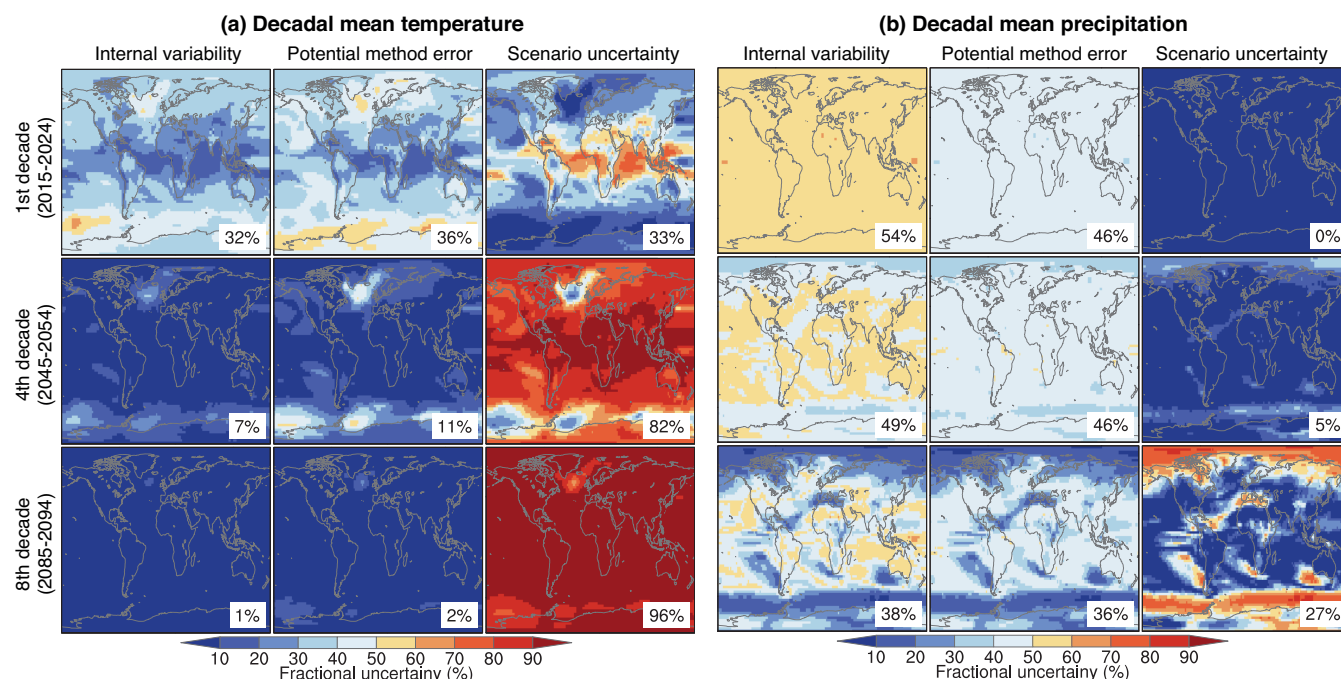 (a) Decadal mean temperature
Internal variability Potential method error Scenario uncertainty
1st decade
(2015-2024)
32% 36% 33%
4th decade
(2045-2054)
7% 11% 82%
8th decade
(2085-2094)
1% 2% 96%
10 20 30 40 50 60 70 80 90
Fractional uncertainy (%)
(b) Decadal mean precipitation
Internal variability Potential method error Scenario uncertainty
54% 46% 0%
49% 46% 5%
38% 36% 27%
10 20 30 40 50 60 70 80 90
Fractional uncertainy (%)